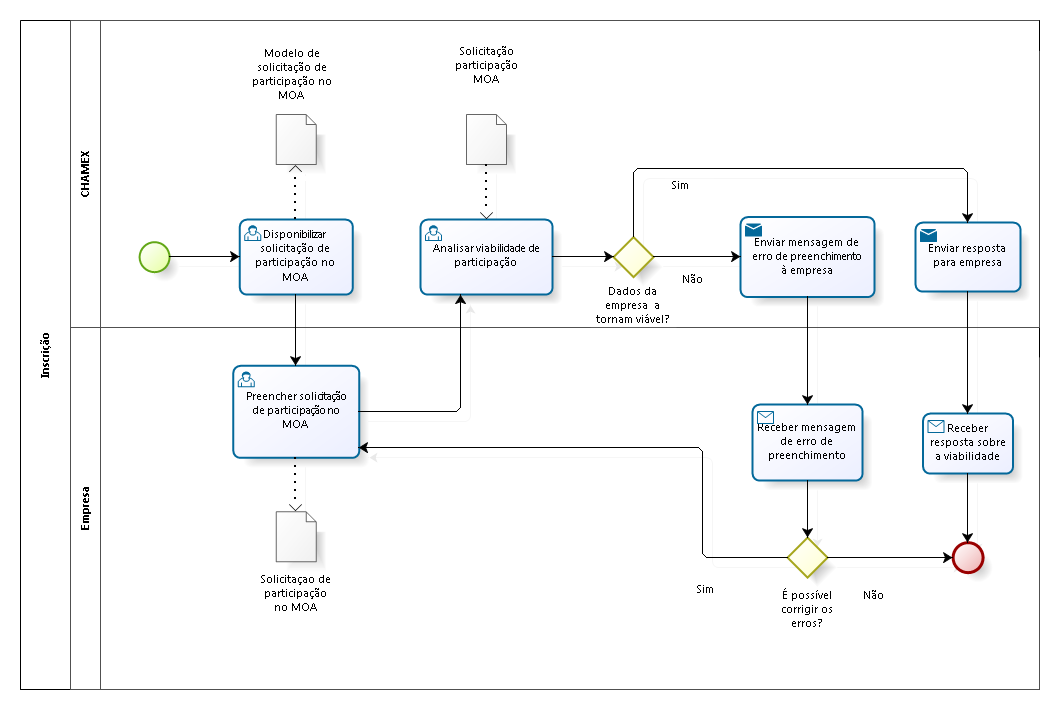 Inscrição
CHAMEX
Modelo de
solicitação de
participação no
MOA
Solicitação
participação
MOA
Disponibilizar
solicitação de
participação no
MOA
Analisar viabilidade de
participação
Dados da
empresa a
tornam viável?
Sim
Não
Enviar mensagem de
erro de preenchimento
à empresa
Enviar resposta
para empresa
Empresa
Preencher solicitação
de participação no
MOA
Solicitaçao de
participação
no MOA
Receber mensagem
de erro de
preenchimento
Receber
resposta sobre
a viabilidade
É possível
corrigir os
erros?
Sim
Não